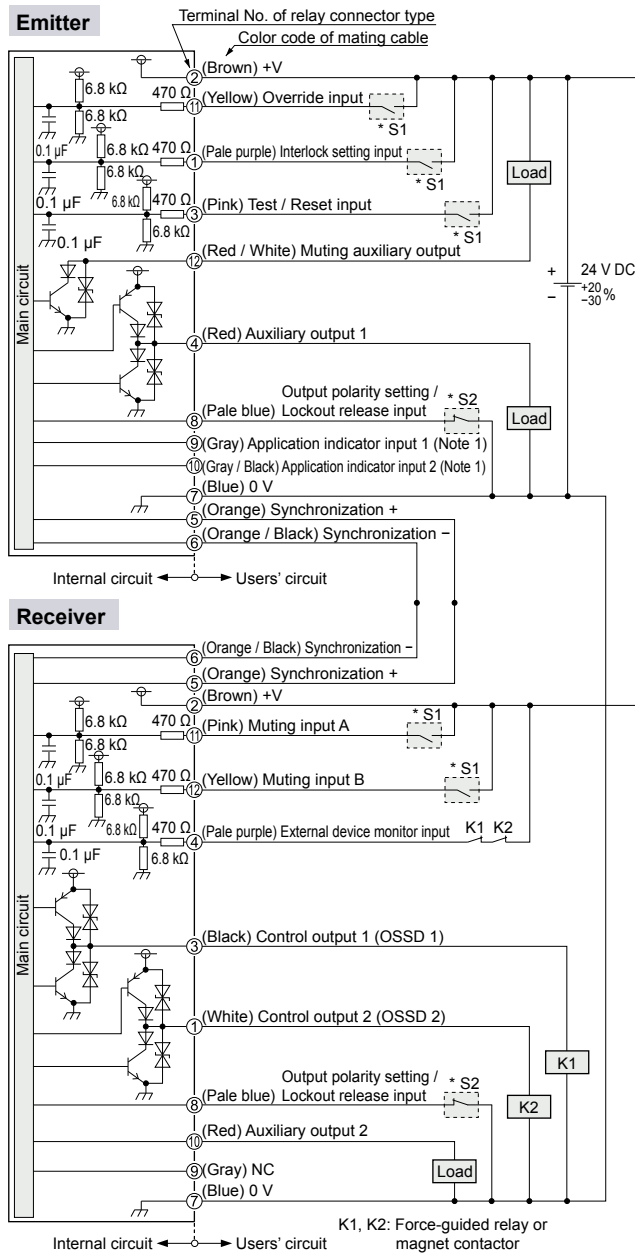 Emitter
Terminal No. of relay connector type
Color code of mating cable
2 (Brown) +V
6.8 kΩ
470 Ω
11 (Yellow) Override input
* S1
6.8 kΩ
0.1 µF
6.8 kΩ 470 Ω
1 (Pale purple) Interlock setting input
* S1
Load
6.8 kΩ
0.1 µF
6.8 kΩ 470 Ω
3 (Pink) Test / Reset input
* S1
0.1 µF
6.8 kΩ
12 (Red / White) Muting auxiliary output
+
−
24 V DC
+20
−30 %
Main circuit
4 (Red) Auxiliary output 1
Output polarity setting /
8 (Pale blue) Lockout release input
* S2
Load
9 (Gray) Application indicator input 1 (Note 1)
10 (Gray / Black) Application indicator input 2 (Note 1)
7 (Blue) 0 V
5 (Orange) Synchronization +
6 (Orange / Black) Synchronization −
Internal circuit Users' circuit
Receiver
6 (Orange / Black) Synchronization −
5 (Orange) Synchronization +
2 (Brown) +V
6.8 kΩ
470 Ω
11 (Pink) Muting input A
* S1
6.8 kΩ
0.1 µF
6.8 kΩ 470 Ω
12 (Yellow) Muting input B
* S1
6.8 kΩ
0.1 µF
6.8 kΩ 470 Ω
4 (Pale purple) External device monitor input K1 K2
0.1 µF
6.8 kΩ
Main circuit
3 (Black) Control output 1 (OSSD 1)
1 (White) Control output 2 (OSSD 2)
K1
Output polarity setting /
8 (Pale blue) Lockout release input
* S2
K2
10 (Red) Auxiliary output 2
9 (Gray) NC
Load
7 (Blue) 0 V
Internal circuit Users' circuit
K1, K2: Force-guided relay or
magnet contactor